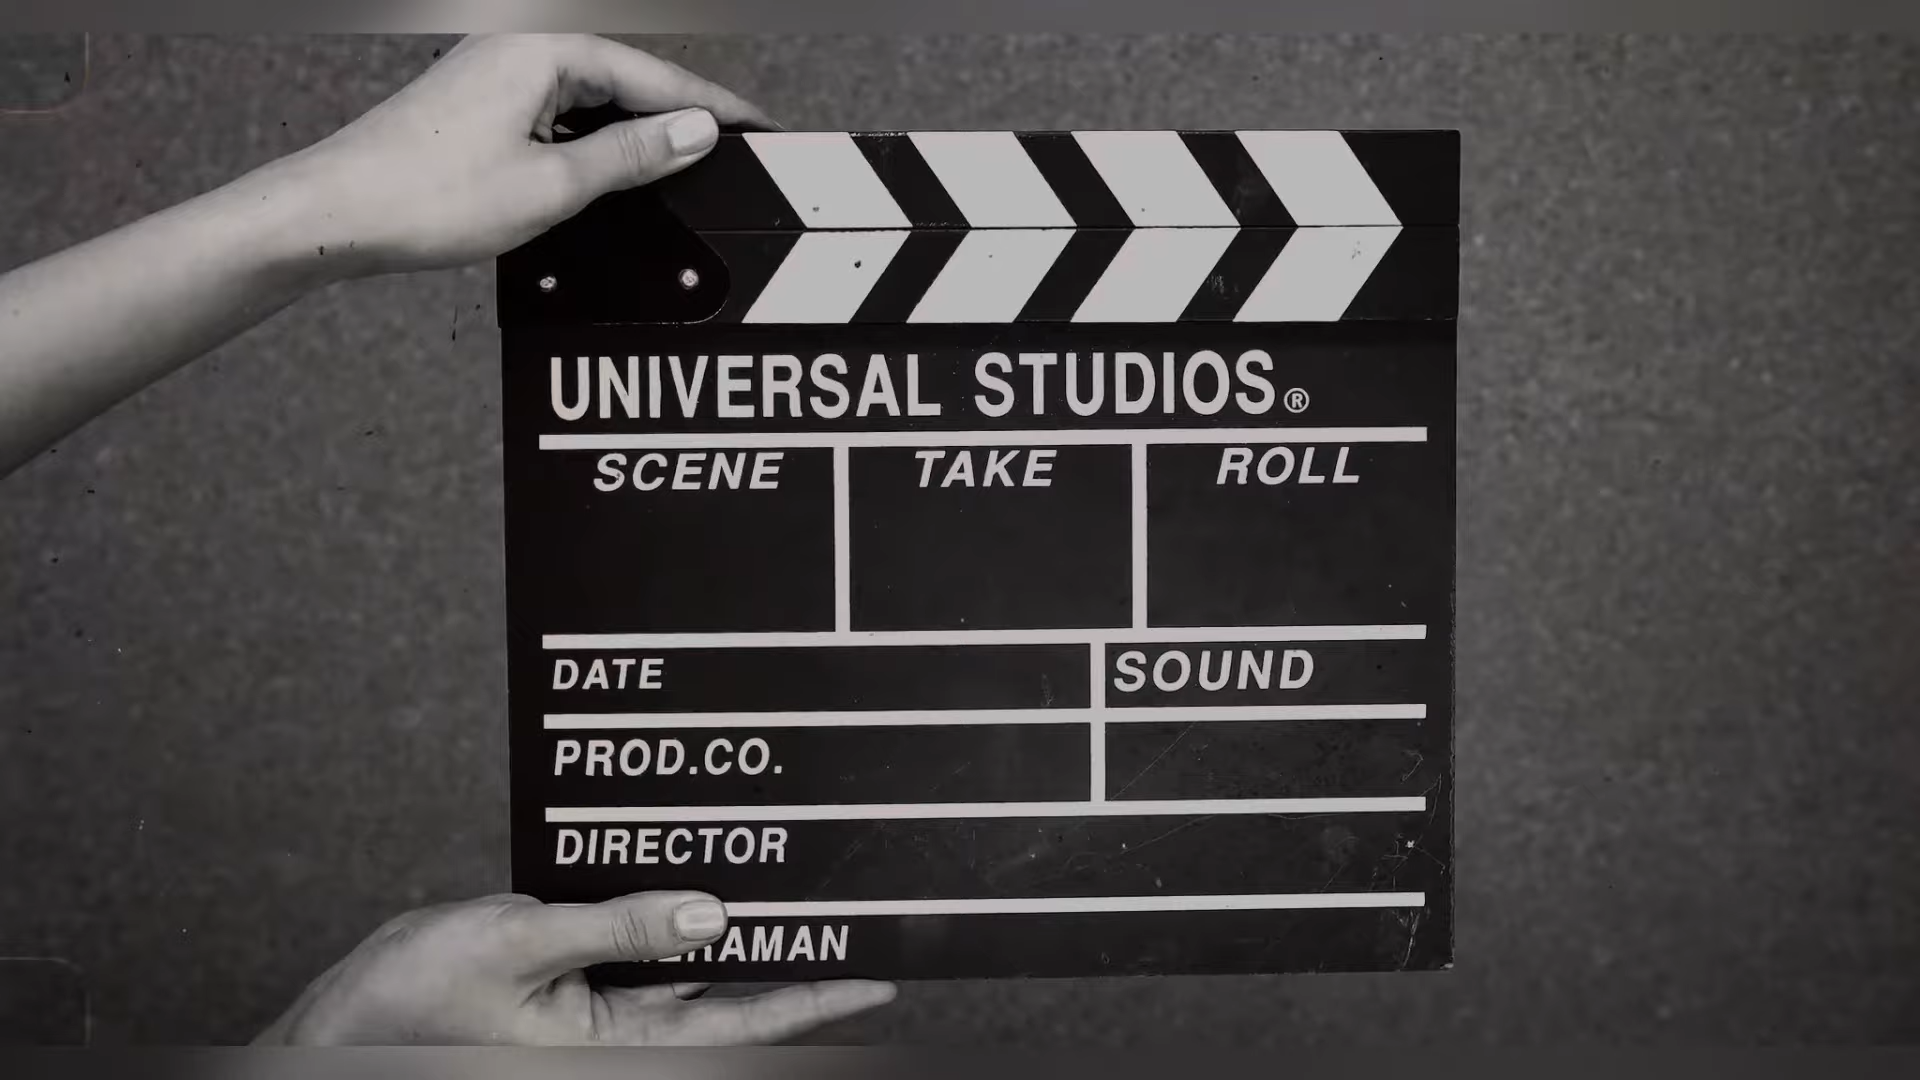 UNIVERSAL STUDIOS®
SCENE TAKE ROLL
DATE SOUND
PROD.CO.
DIRECTOR